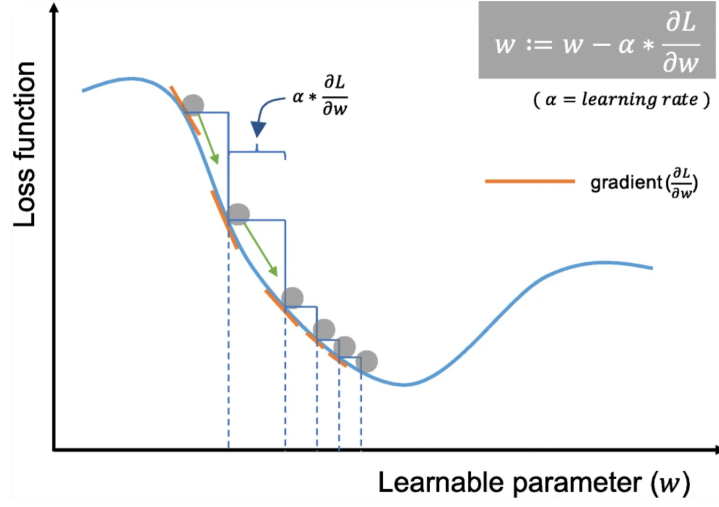 w := w − α * ∂L/∂w
( α = learning rate )
α * ∂L/∂w
gradient(∂L/∂w)
Loss function
Learnable parameter (w)